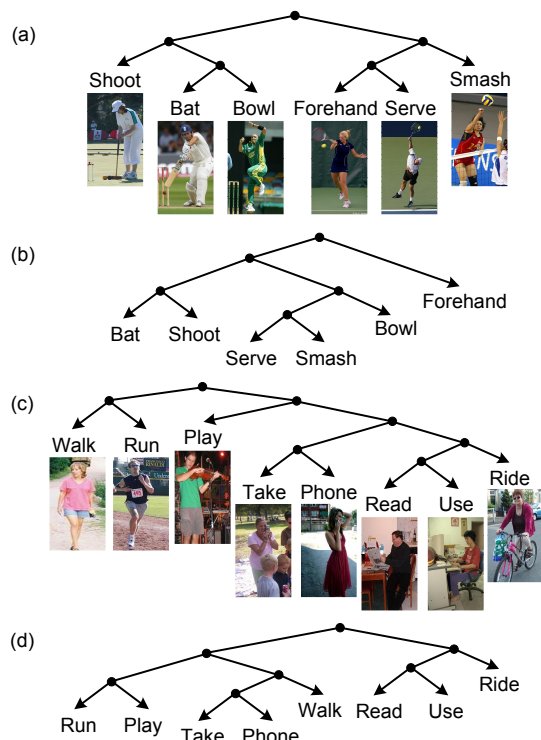 (a)
Shoot
Smash
Bat Bowl Forehand Serve
(b)
Forehand
Bat Shoot
Bowl
Serve Smash
(c)
Walk Run
Play
Ride
Take Phone
Read Use
(d)
Ride
Walk Read Use
Run Play
Take Phone